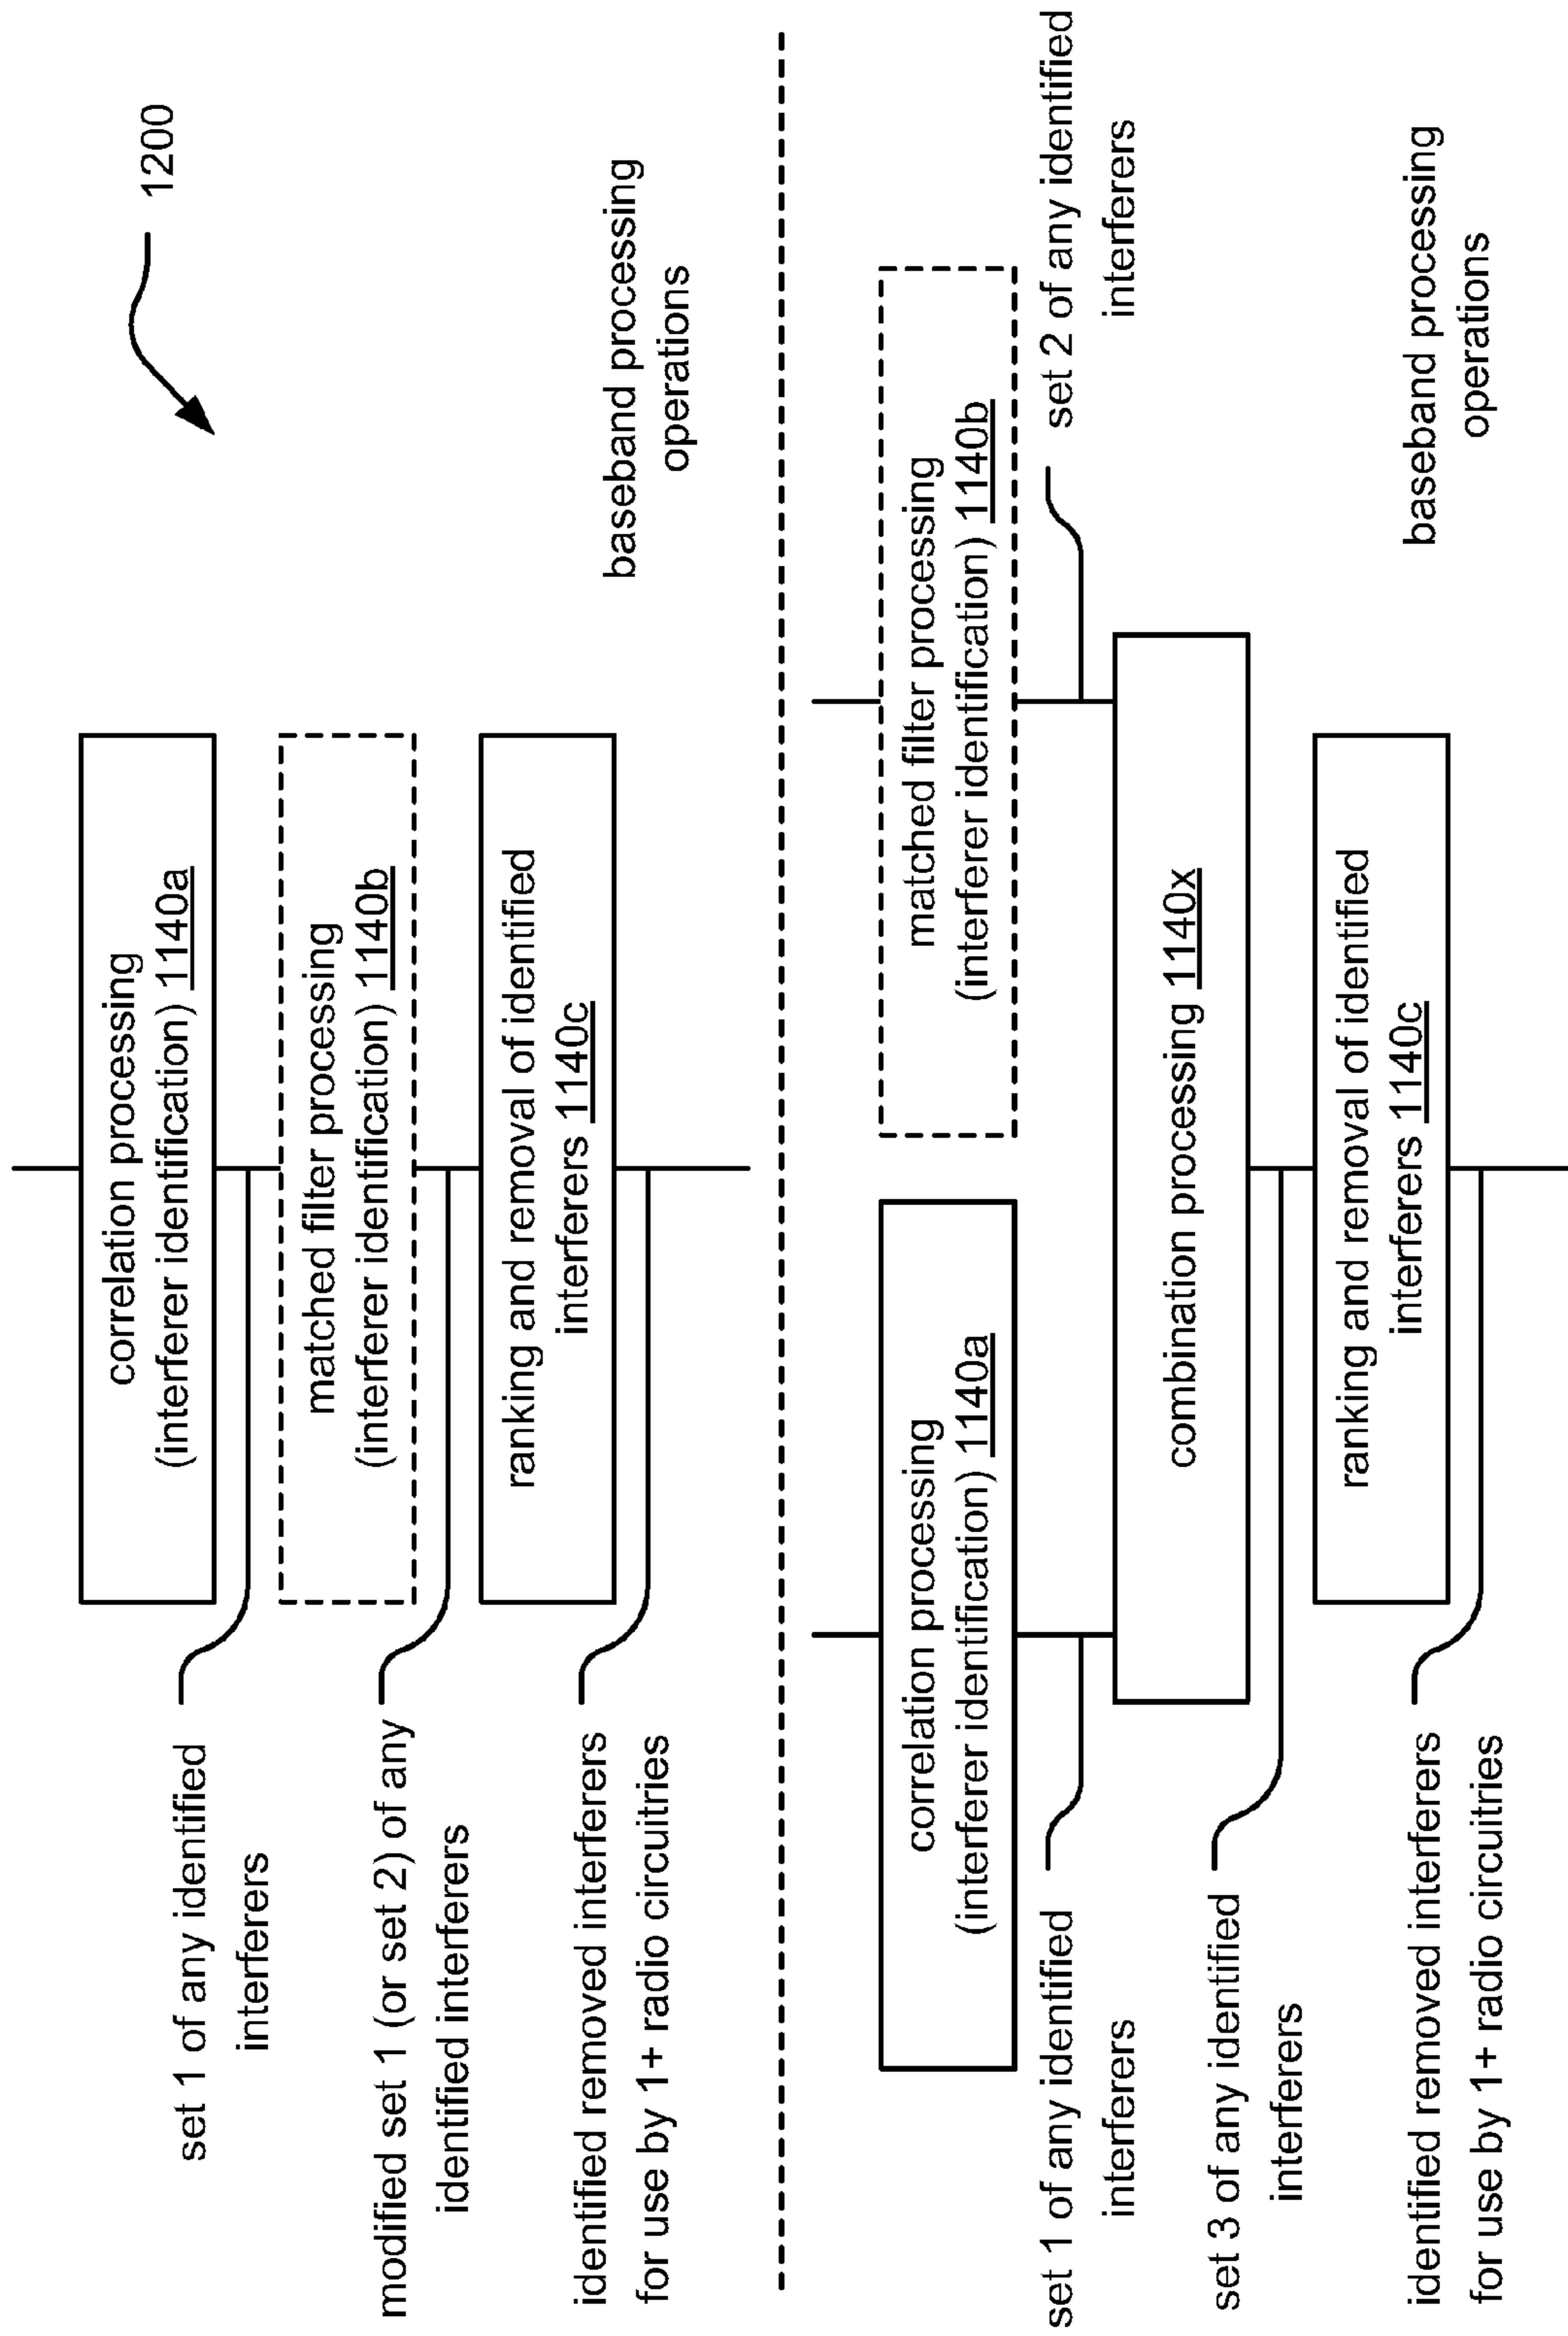 1200
correlation processing
(interferer identification) 1140a
set 1 of any identified
interferers
matched filter processing
(interferer identification) 1140b
modified set 1 (or set 2) of any
identified interferers
ranking and removal of identified
interferers 1140c
identified removed interferers
for use by 1+ radio circuitries
baseband processing
operations
correlation processing
(interferer identification) 1140a
matched filter processing
(interferer identification) 1140b
set 1 of any identified
interferers
set 2 of any identified
interferers
combination processing 1140x
set 3 of any identified
interferers
ranking and removal of identified
interferers 1140c
identified removed interferers
for use by 1+ radio circuitries
baseband processing
operations